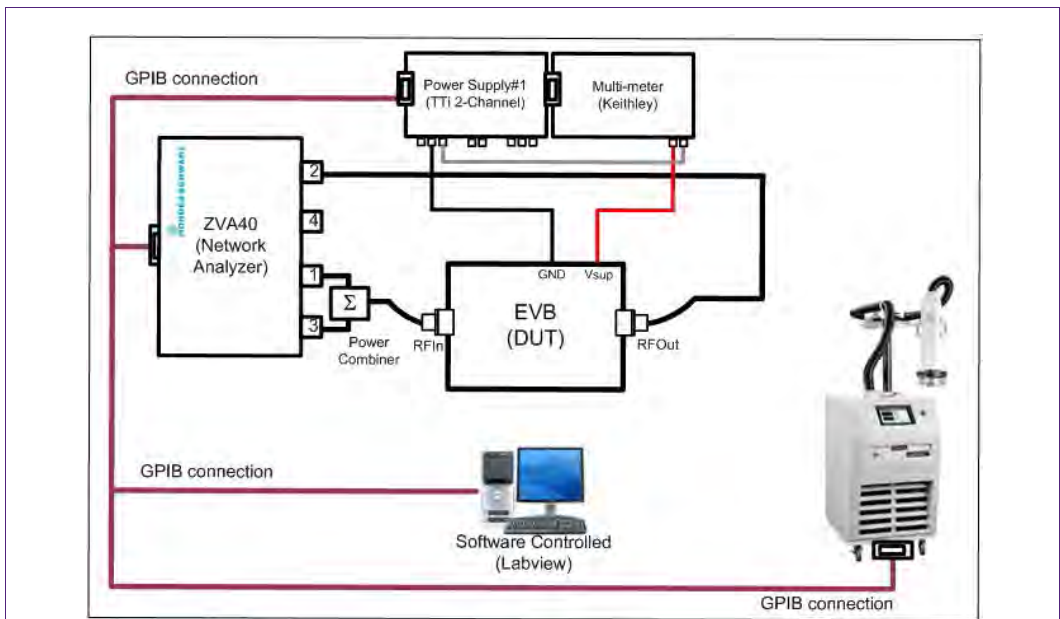 GPIB connection
Power Supply#1
(TTi 2-Channel)
Multi-meter
(Keithley)
2
4
1
3
ZVA40
(Network
Analyzer)
Σ
Power
Combiner
GND
Vsup
RFIn
EVB
(DUT)
RFOut
GPIB connection
Software Controlled
(Labview)
GPIB connection